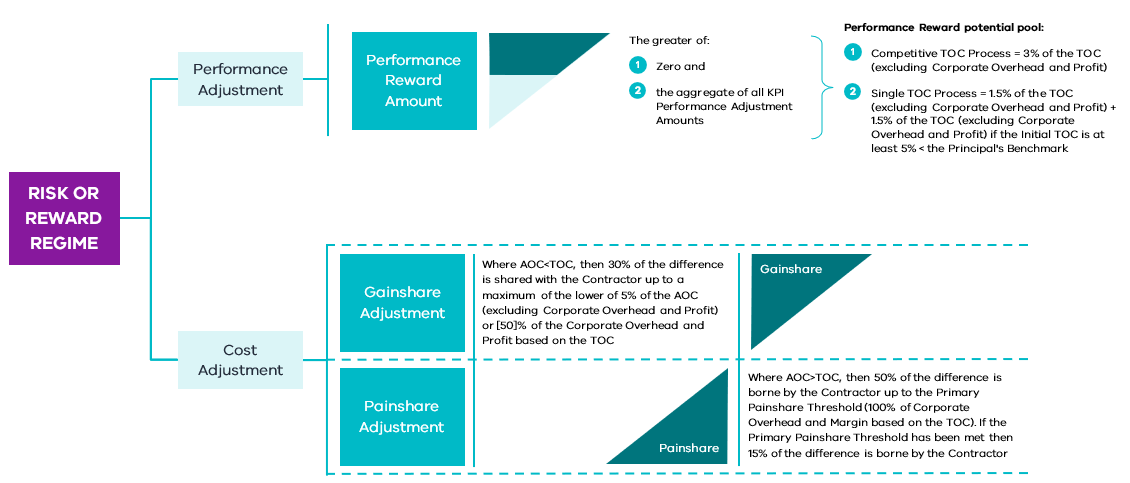 Performance Reward potential pool:
Performance
Adjustment
Performance
Reward
Amount
The greater of:
1 Zero and
2 the aggregate of all KPI
Performance Adjustment
Amounts
1 Competitive TOC Process = 3% of the TOC
(excluding Corporate Overhead and Profit)
2 Single TOC Process = 1.5% of the TOC
(excluding Corporate Overhead and Profit) +
1.5% of the TOC (excluding Corporate
Overhead and Profit) if the Initial TOC is at
least 5% < the Principal's Benchmark
RISK OR
REWARD
REGIME
Cost
Adjustment
Gainshare
Adjustment
Where AOC<TOC, then 30% of the difference
is shared with the Contractor up to a
maximum of the lower of 5% of the AOC
(excluding Corporate Overhead and Profit)
or [50]% of the Corporate Overhead and
Profit based on the TOC
Gainshare
Painshare
Adjustment
Painshare
Where AOC>TOC, then 50% of the difference is
borne by the Contractor up to the Primary
Painshare Threshold (100% of Corporate
Overhead and Margin based on the TOC). If the
Primary Painshare Threshold has been met then
15% of the difference is borne by the Contractor